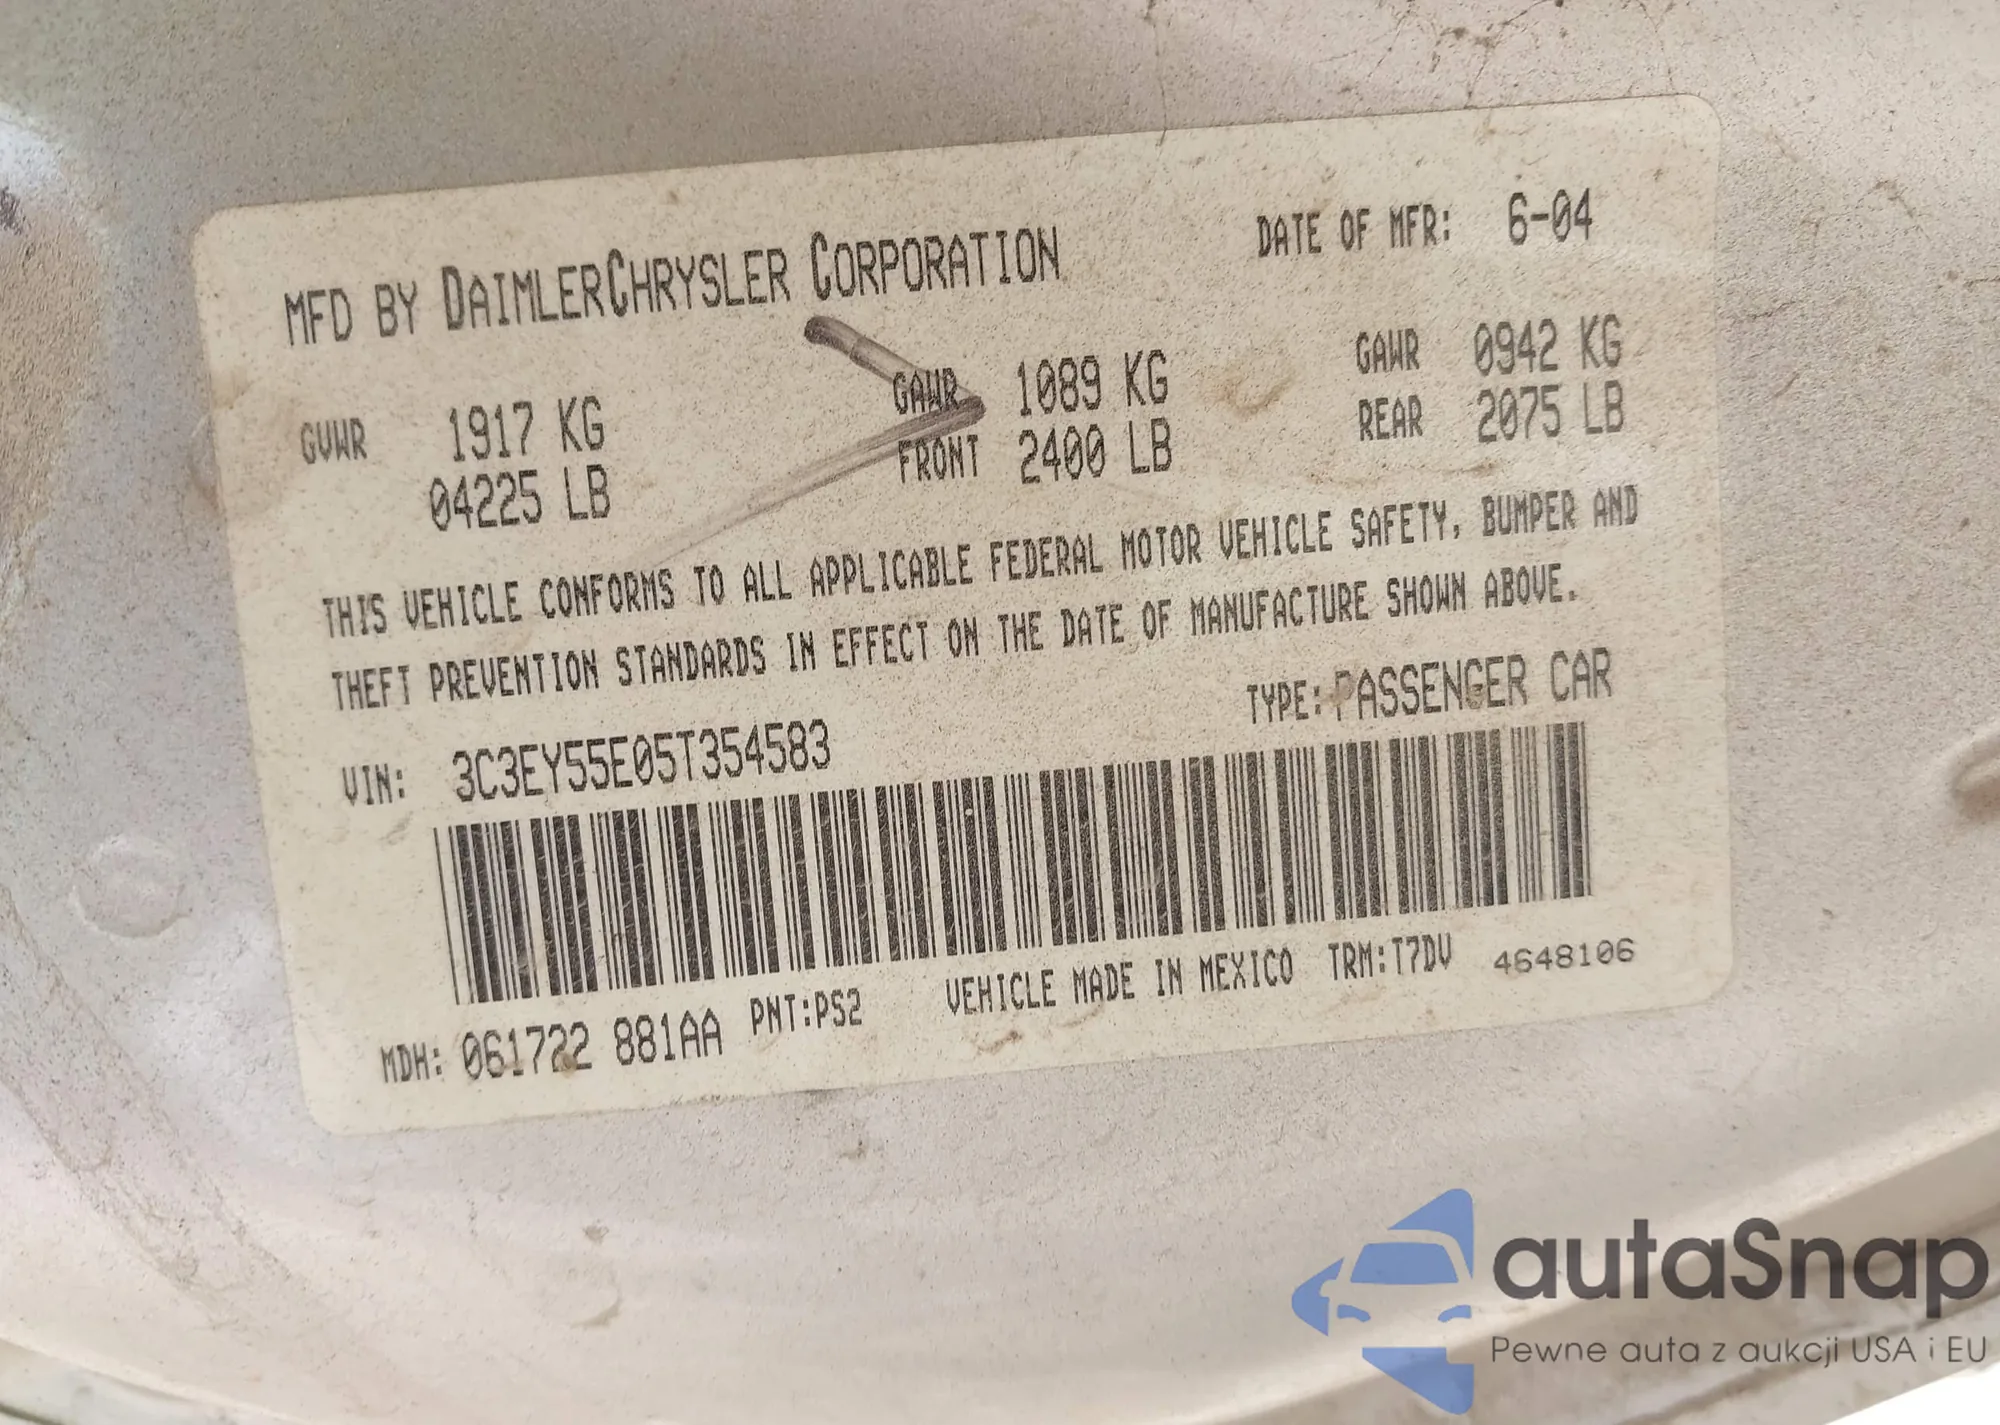 MFD BY DAIMLERCHRYSLER CORPORATION
DATE OF MFR: 6-04
GVWR 1917 KG
04225 LB
GAWR 1089 KG
FRONT 2400 LB
GAWR 0942 KG
REAR 2075 LB
THIS VEHICLE CONFORMS TO ALL APPLICABLE FEDERAL MOTOR VEHICLE SAFETY, BUMPER AND
THEFT PREVENTION STANDARDS IN EFFECT ON THE DATE OF MANUFACTURE SHOWN ABOVE.
VIN: 3C3EY55E05T354583
TYPE: PASSENGER CAR
MDH: 061722 881AA PNT:PS2 VEHICLE MADE IN MEXICO TRM:T7DV 4648106
autaSnap
Pewne auta z aukcji USA i EU